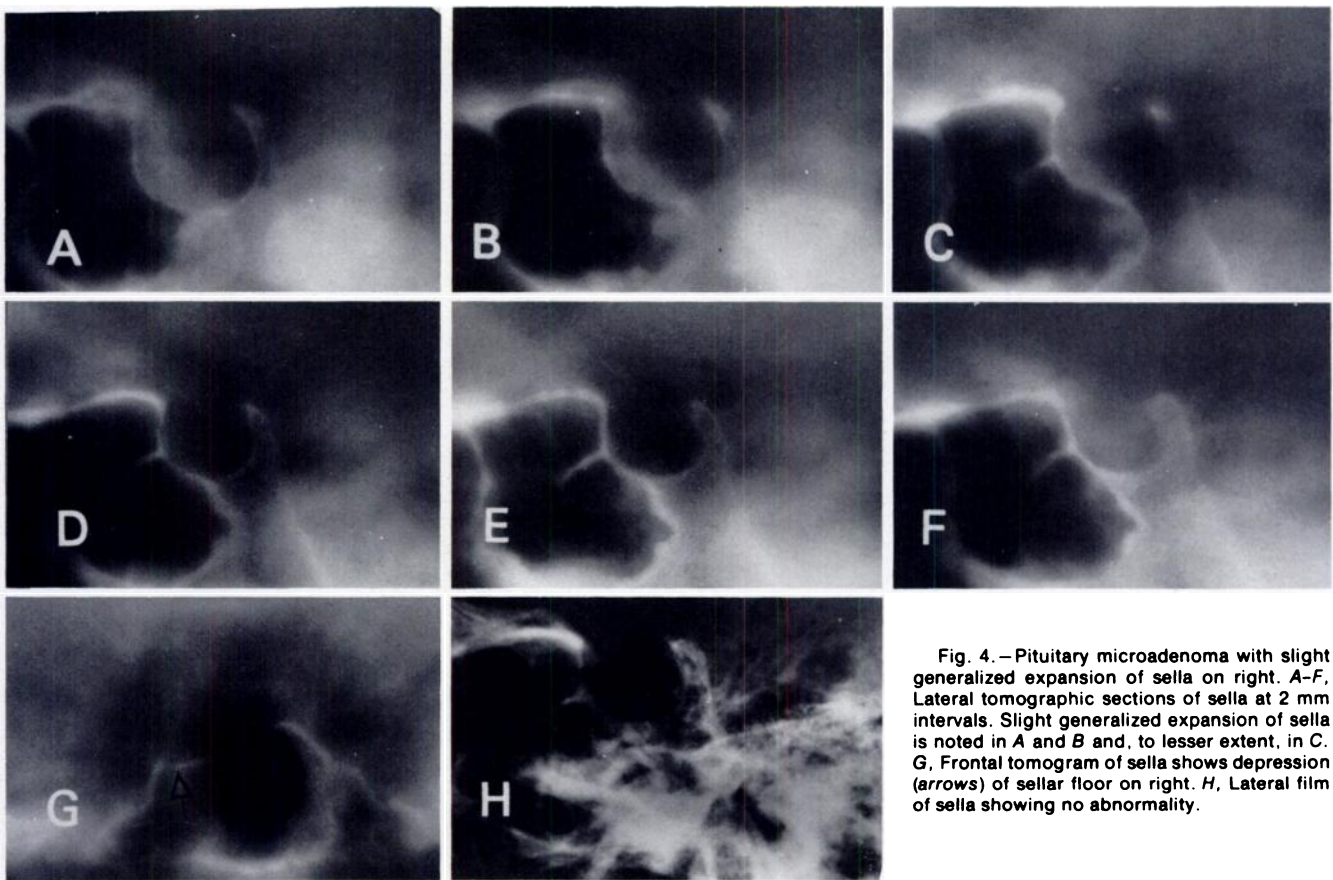 A
B
C
D
E
F
G
H
Fig. 4.—Pituitary microadenoma with slight
generalized expansion of sella on right. A–F,
Lateral tomographic sections of sella at 2 mm
intervals. Slight generalized expansion of sella
is noted in A and B and, to lesser extent, in C.
G, Frontal tomogram of sella shows depression
(arrows) of sellar floor on right. H, Lateral film
of sella showing no abnormality.